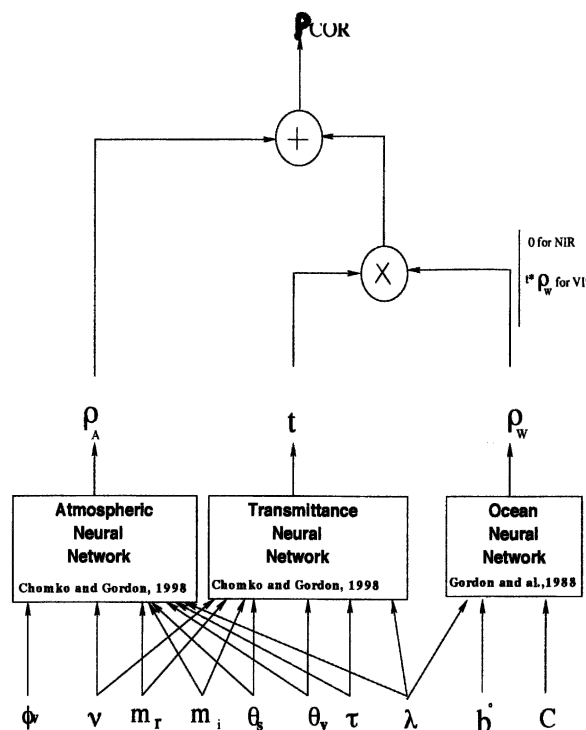 ρCOR
+
X
0 for NIR
t* ρW for VI
ρA
t
ρW
Atmospheric
Neural
Network
Chomko and Gordon, 1998
Transmittance
Neural
Network
Chomko and Gordon, 1998
Ocean
Neural
Network
Gordon and al.,1988
ϕv ν mr mi θs θv τ λ b° C